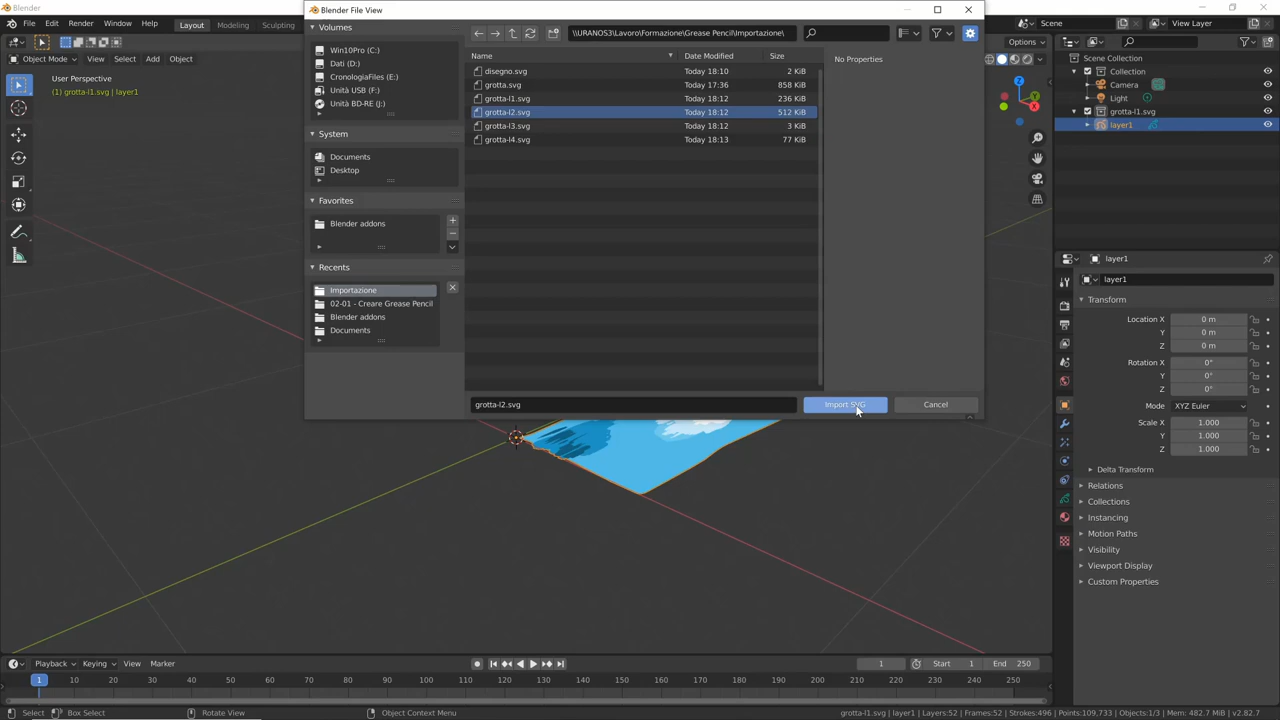 Blender
File Edit Render Window Help
Layout Modeling Sculpting
Scene
View Layer
Object Mode
View Select Add Object
Options
User Perspective
(1) grotta-l1.svg | layer1
Blender File View
Volumes
Win10Pro (C:)
Dati (D:)
CronologiaFiles (E:)
Unità USB (F:)
Unità BD-RE (J:)
System
Documents
Desktop
Favorites
Blender addons
Recents
Importazione
02-01 - Creare Grease Pencil
Blender addons
Documents
\\URANOS3\Lavoro\Formazione\Grease Pencil\Importazione\
Name Date Modified Size
disegno.svg Today 18:10 2 KiB
grotta.svg Today 17:36 858 KiB
grotta-l1.svg Today 18:12 236 KiB
grotta-l2.svg Today 18:12 512 KiB
grotta-l3.svg Today 18:12 3 KiB
grotta-l4.svg Today 18:13 77 KiB
No Properties
grotta-l2.svg
Import SVG
Cancel
Scene Collection
Collection
Camera
Light
grotta-l1.svg
layer1
layer1
layer1
Transform
Location X 0 m
Y 0 m
Z 0 m
Rotation X 0°
Y 0°
Z 0°
Mode XYZ Euler
Scale X 1.000
Y 1.000
Z 1.000
Delta Transform
Relations
Collections
Instancing
Motion Paths
Visibility
Viewport Display
Custom Properties
Z
Y
X
Playback Keying View Marker
1
Start 1
End 250
1 10 20 30 40 50 60 70 80 90 100 110 120 130 140 150 160 170 180 190 200 210 220 230 240 250
Select Box Select Rotate View Object Context Menu
grotta-l1.svg | layer1 | Layers:52 | Frames:52 | Strokes:496 | Points:109,733 | Objects:1/3 | Mem: 482.7 MiB | v2.82.7